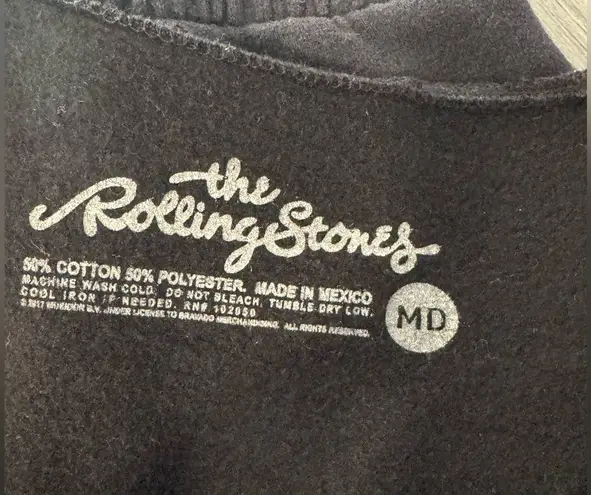 the
Rolling Stones
50% COTTON 50% POLYESTER. MADE IN MEXICO
MACHINE WASH COLD. DO NOT BLEACH. TUMBLE DRY LOW.
COOL IRON IF NEEDED. RN# 102050
© 2017 B.V. UNDER LICENSE TO BRAVADO MERCHANDISING. ALL RIGHTS RESERVED.
MD